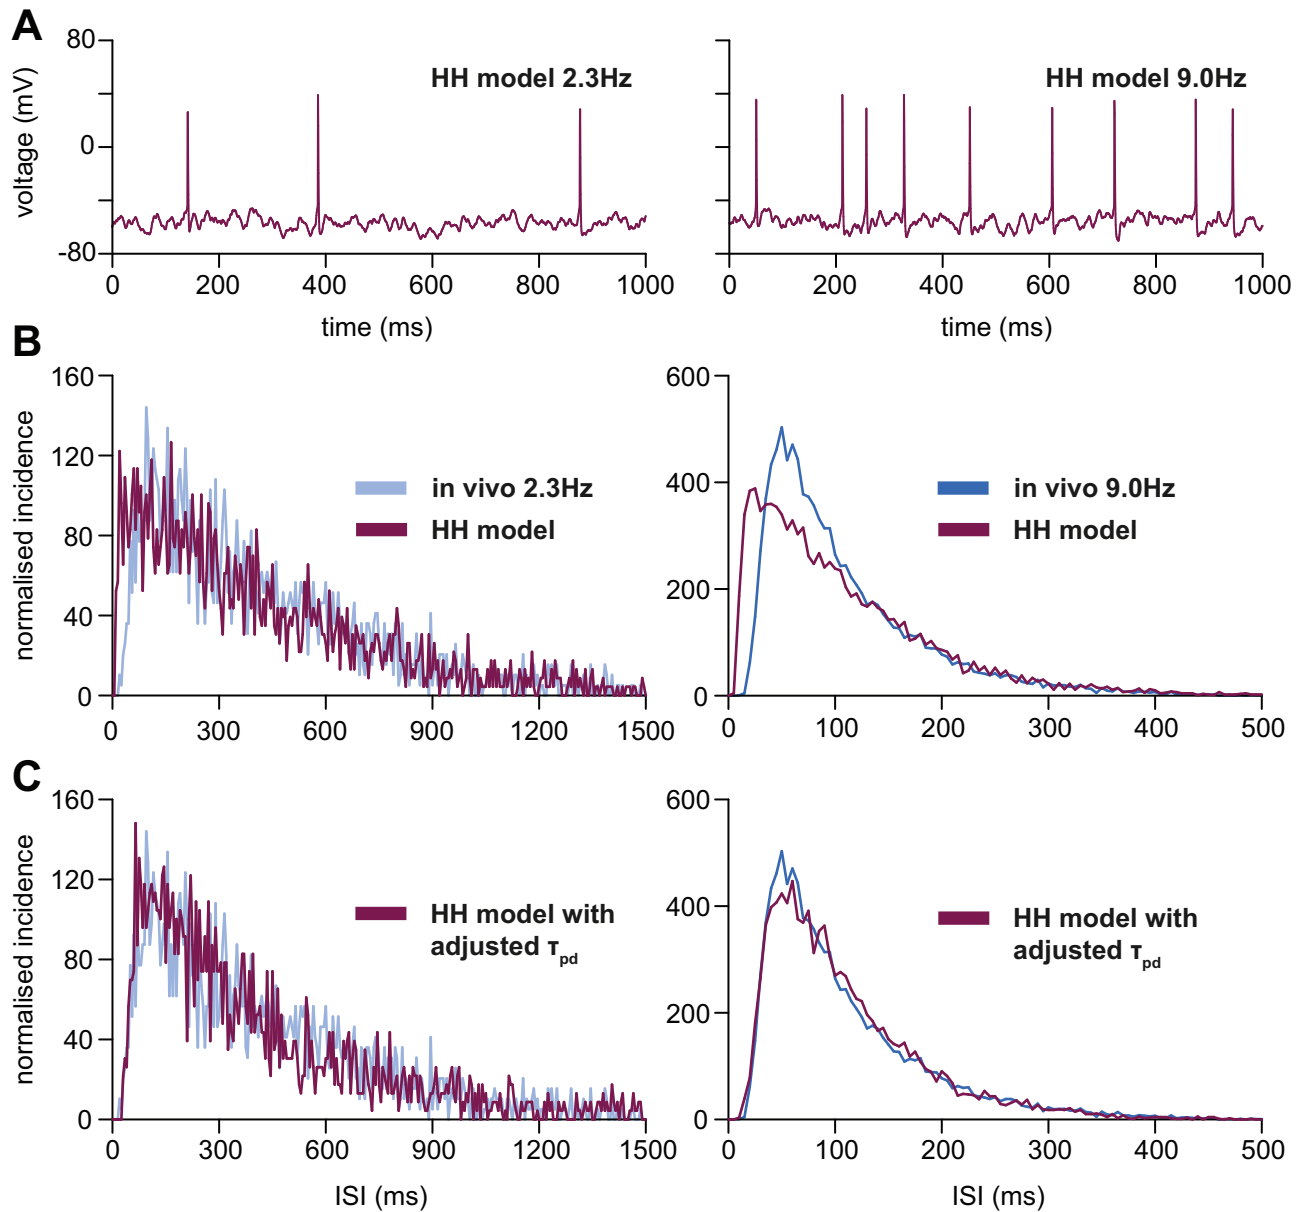 A
80
0
-80
voltage (mV)
HH model 2.3Hz
0 200 400 600 800 1000
time (ms)
HH model 9.0Hz
0 200 400 600 800 1000
time (ms)
B
160
120
80
40
0
normalised incidence
in vivo 2.3Hz
HH model
0 300 600 900 1200 1500
600
400
200
0
in vivo 9.0Hz
HH model
0 100 200 300 400 500
C
160
120
80
40
0
normalised incidence
HH model with
adjusted τpd
0 300 600 900 1200 1500
ISI (ms)
600
400
200
0
HH model with
adjusted τpd
0 100 200 300 400 500
ISI (ms)